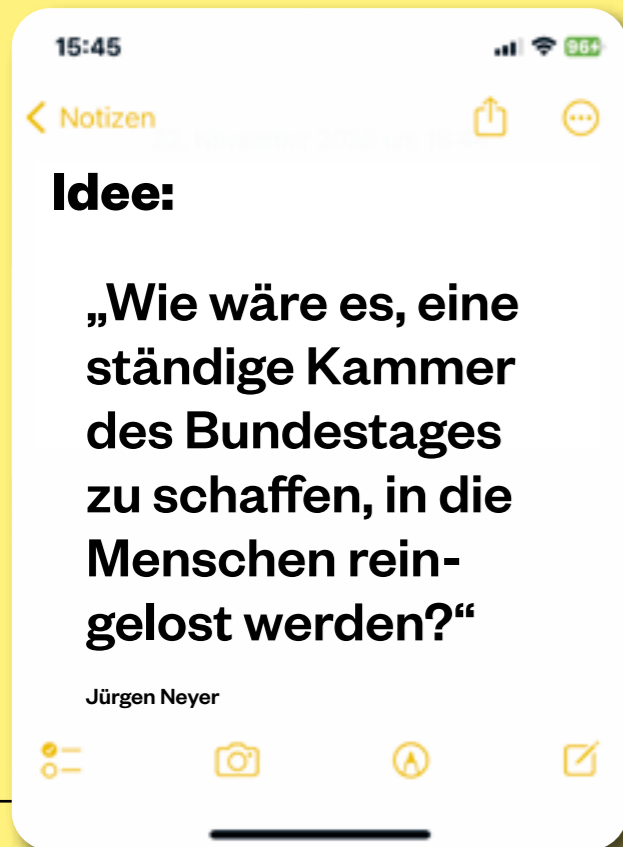 15:45
96+
Notizen
Idee:
„Wie wäre es, eine
ständige Kammer
des Bundestages
zu schaffen, in die
Menschen rein-
gelost werden?“
Jürgen Neyer